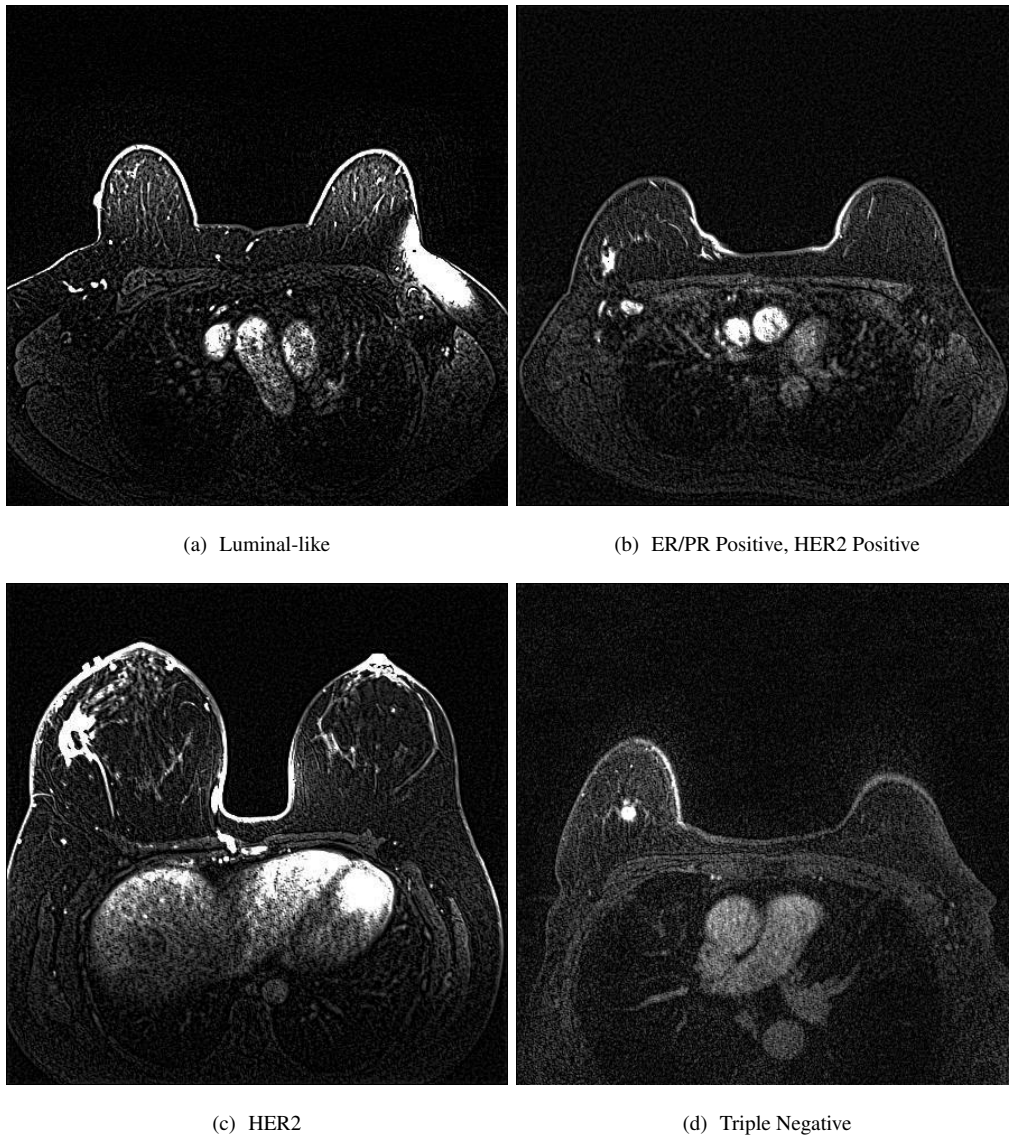 (a) Luminal-like
(b) ER/PR Positive, HER2 Positive
(c) HER2
(d) Triple Negative